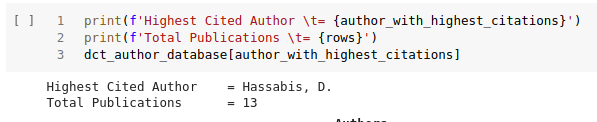 [ ] 1 print(f'Highest Cited Author \t= {author_with_highest_citations}')
2 print(f'Total Publications \t= {rows}')
3 dct_author_database[author_with_highest_citations]
Highest Cited Author    = Hassabis, D.
Total Publications      = 13
Authors